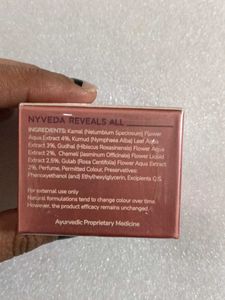 NYVEDA REVEALS ALL
INGREDIENTS: Kamal (Nelumbium Speciosum) Flower
Aqua Extract 4%, Kumud (Nymphaea Alba) Leaf Aqua
Extract 3%, Gudhal (Hibiscus Rosasinensis) Flower Aqua
Extract 2%, Chameli (Jasminum Officinale) Flower Liquid
Extract 2.5%, Gulab (Rosa Centifolia) Flower Aqua Extract
2%, Perfume, Permitted Colour, Preservatives:
Phenoxyethanol (and) Ethylhexylglycerin, Excipients Q.S.
For external use only
Natural formulations tend to change colour over time.
However, the product efficacy remains unchanged.
Ayurvedic Proprietary Medicine